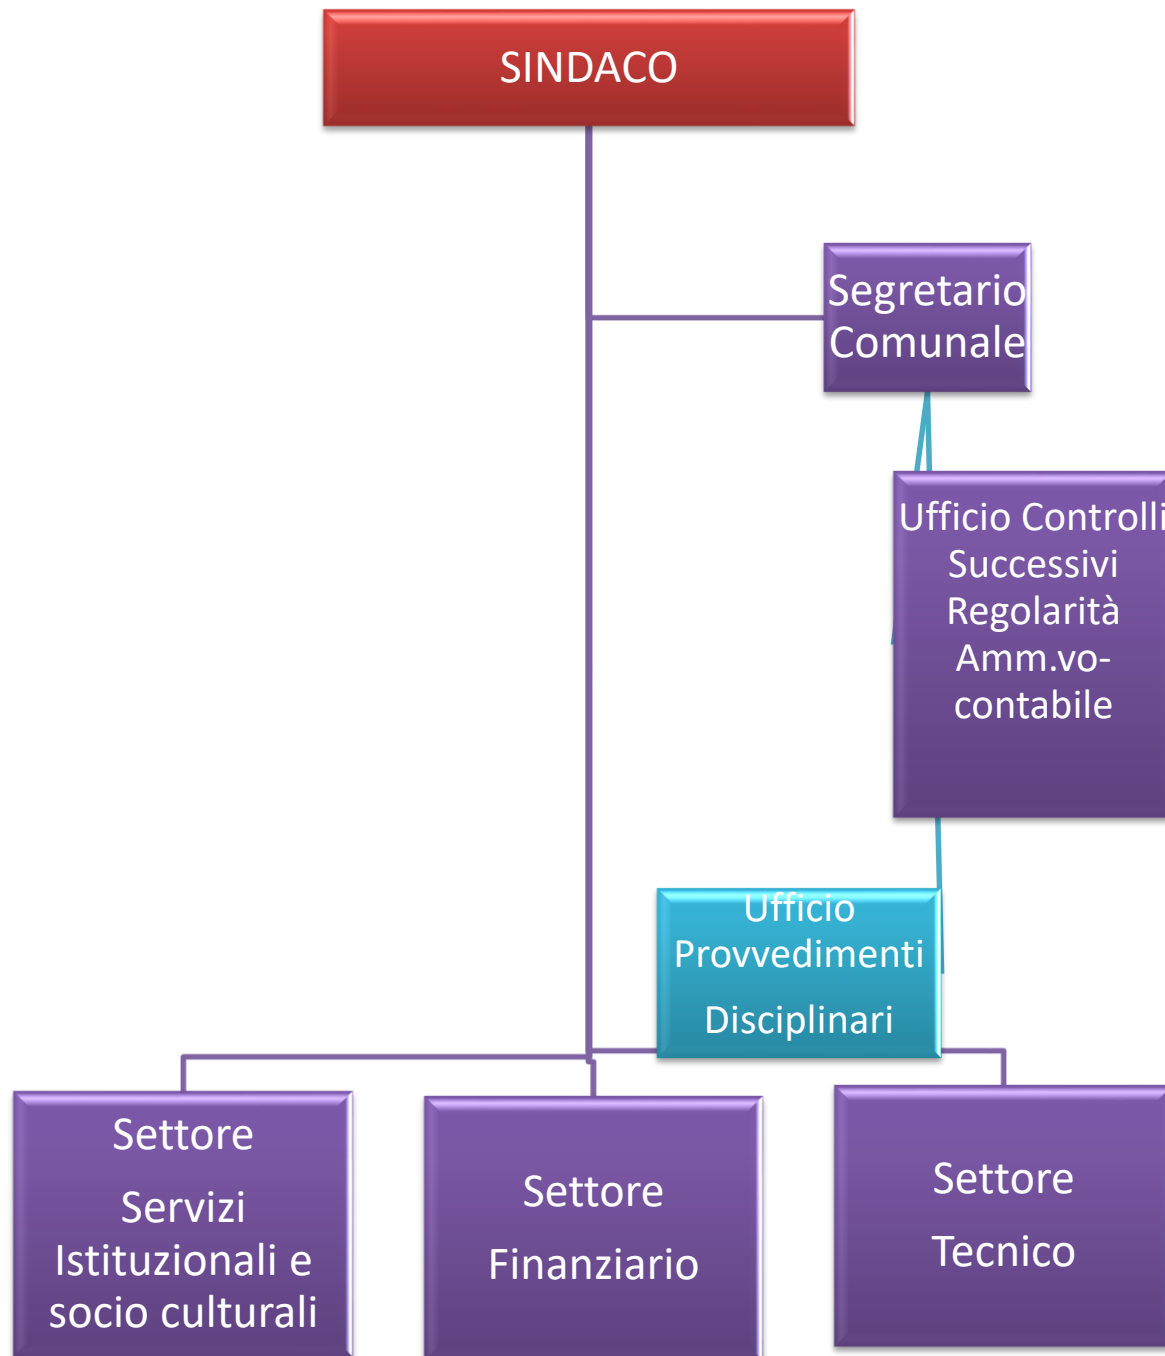 SINDACO
Segretario
Comunale
Ufficio Controlli
Successivi
Regolarità
Amm.vo-
contabile
Ufficio
Provvedimenti
Disciplinari
Settore
Servizi
Istituzionali e
socio culturali
Settore
Finanziario
Settore
Tecnico